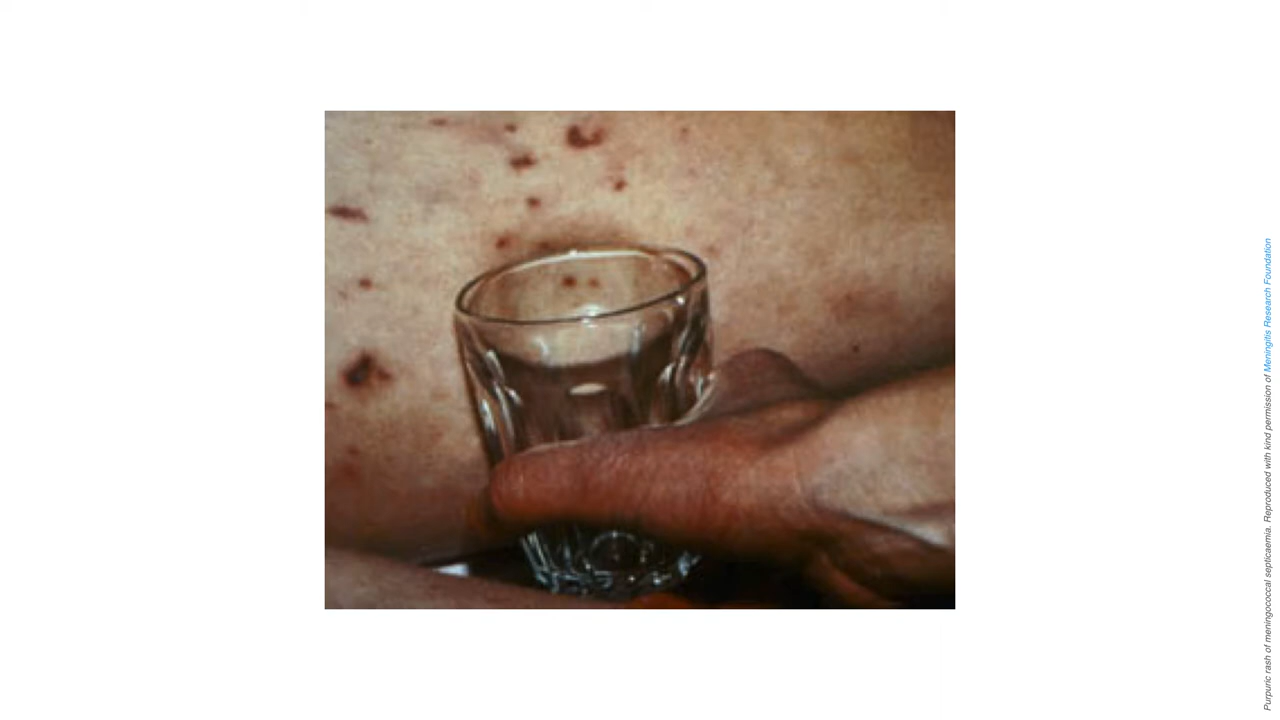 Purpuric rash of meningococcal septicaemia. Reproduced with kind permission of Meningitis Research Foundation